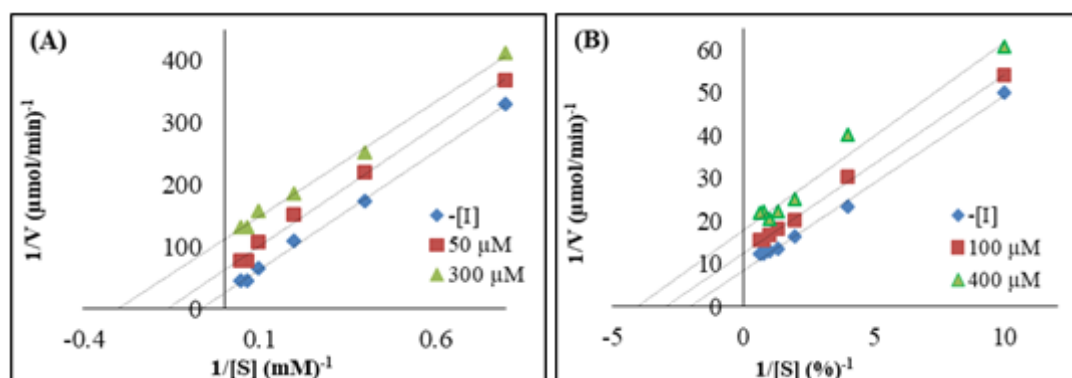 (A)
1/V (µmol/min)-1
400
300
200
100
0
-0.4
0.1
0.6
1/[S] (mM)-1
-[I]
50 µM
300 µM
(B)
1/V (µmol/min)-1
60
50
40
30
20
10
0
-5
0
5
10
1/[S] (%)-1
-[I]
100 µM
400 µM